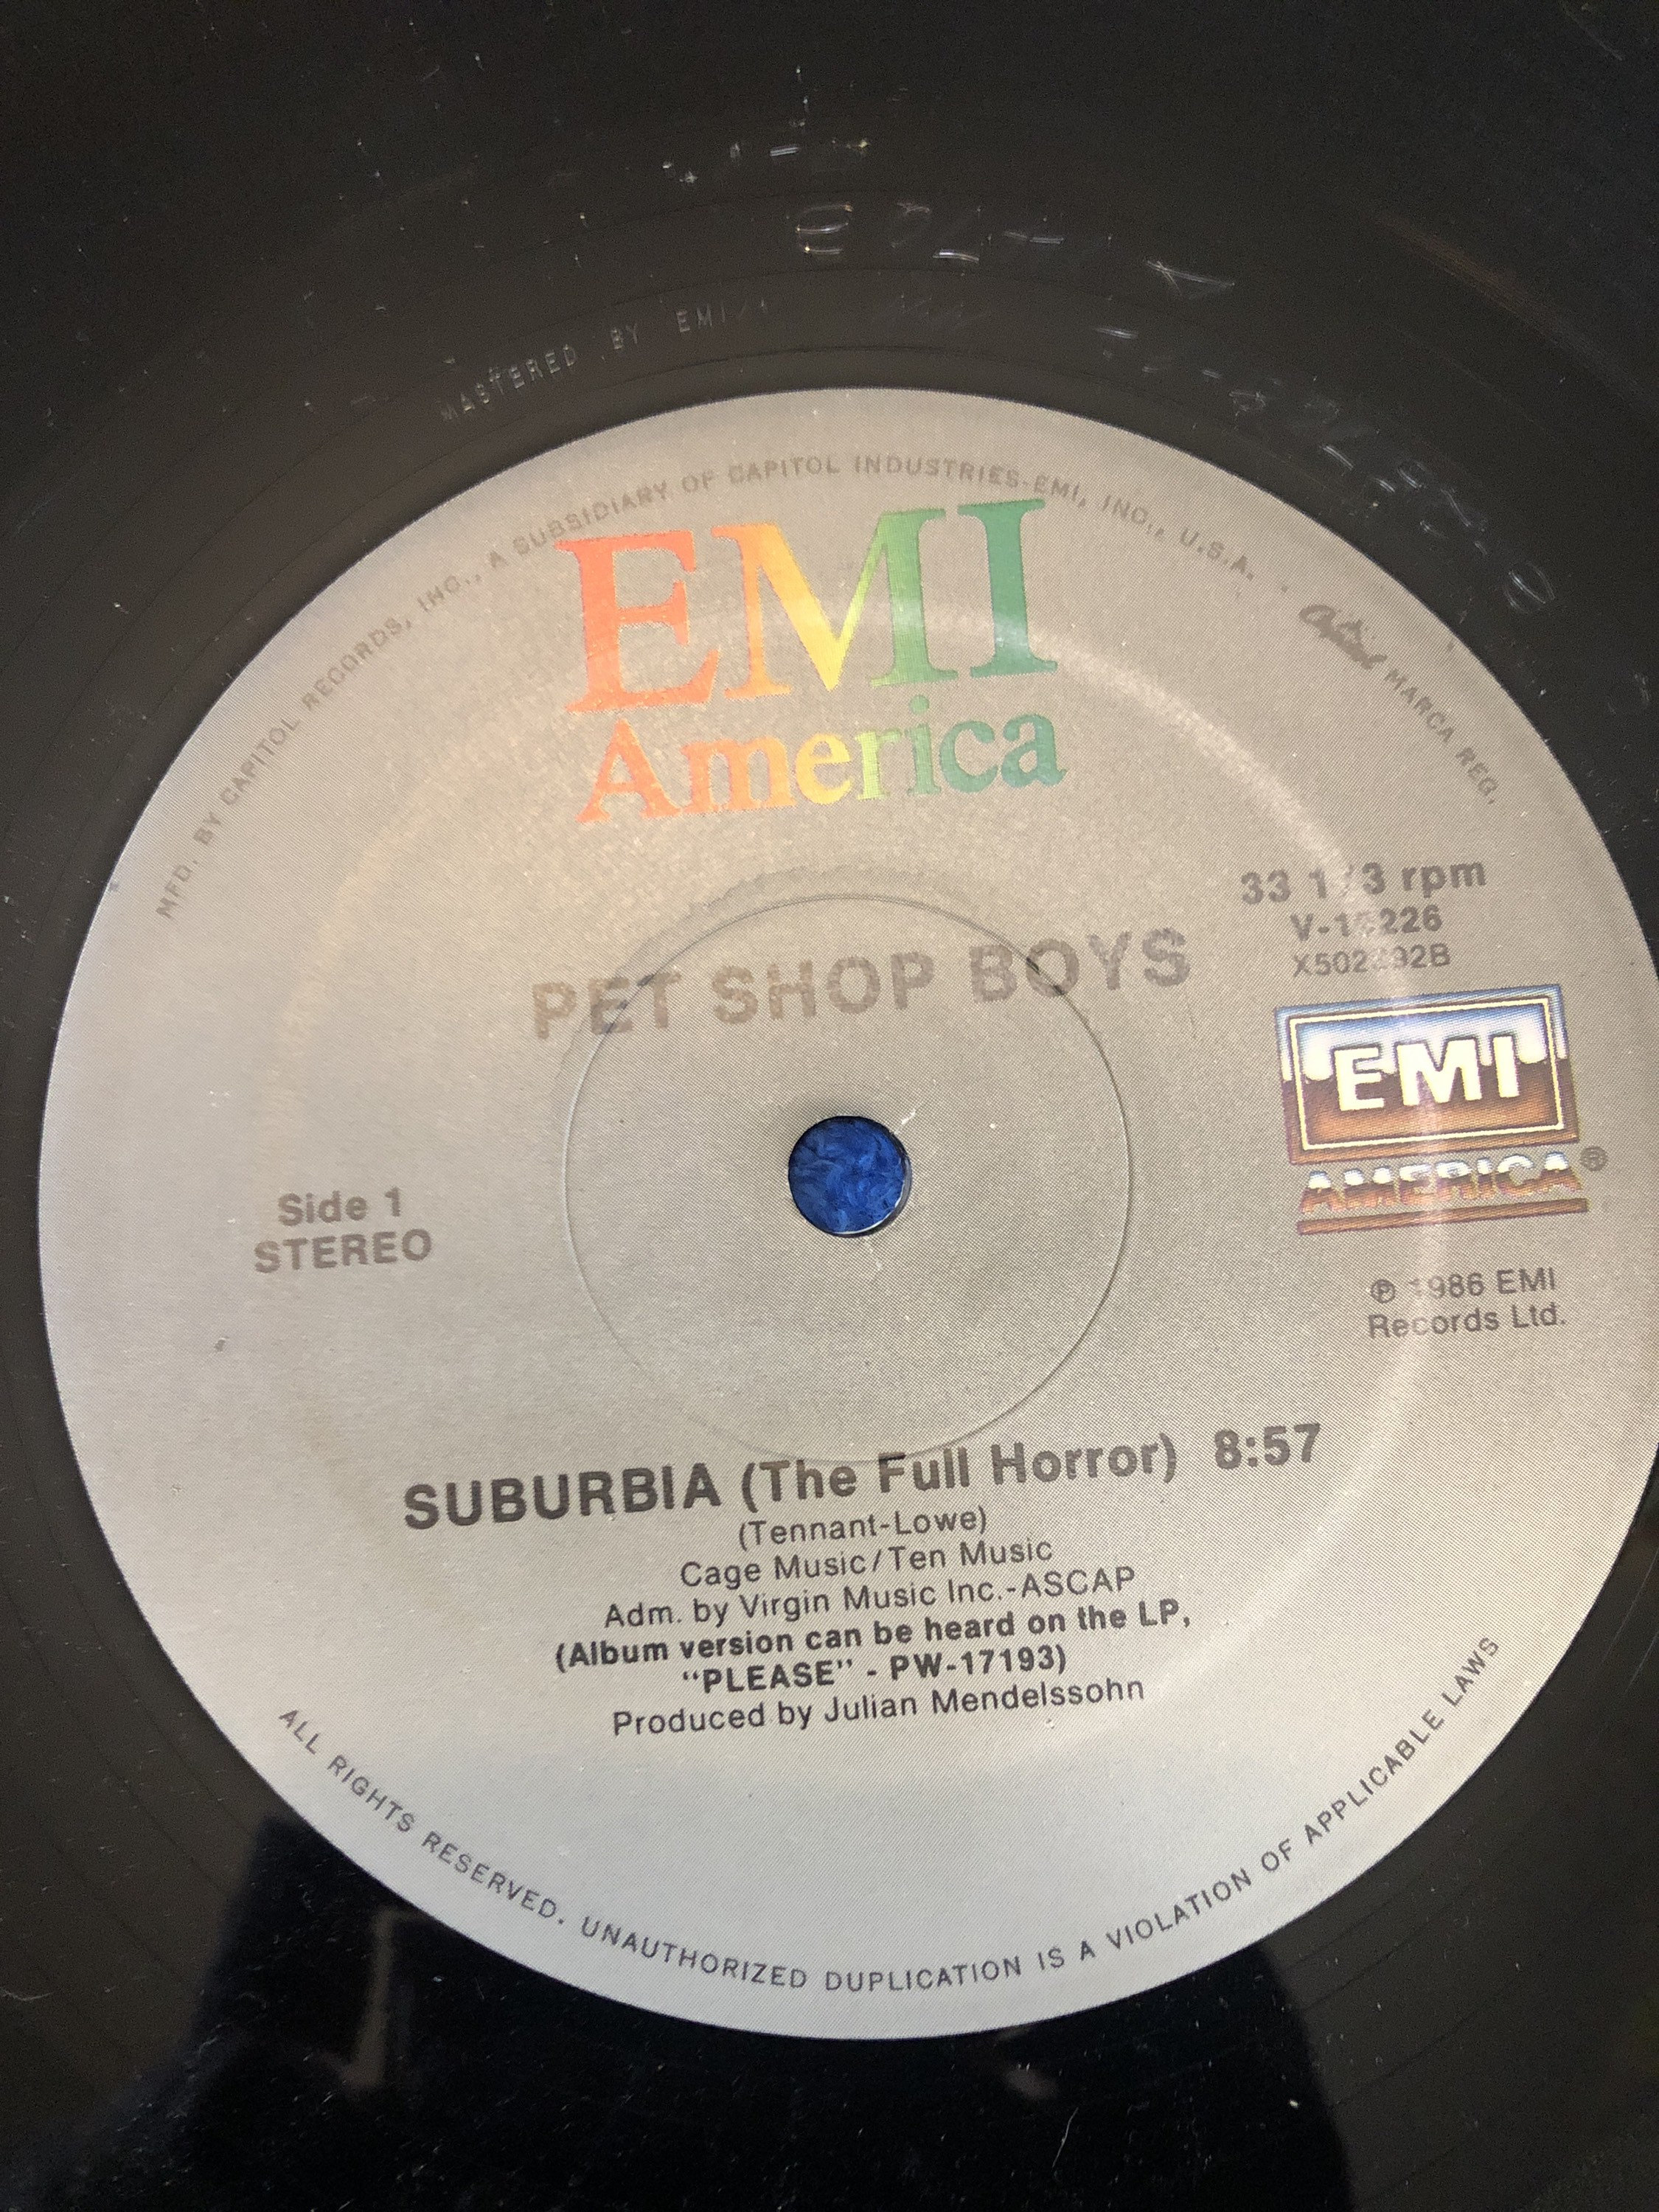 MASTERED BY EMI
MFD. BY CAPITOL RECORDS, INC., A SUBSIDIARY OF CAPITOL INDUSTRIES-EMI, INC., U.S.A. · Capitol MARCA REG.
EMI
America
33 1/3 rpm
PET SHOP BOYS
EMI
AMERICA®
Side 1
STEREO
℗ 1986 EMI
Records Ltd.
SUBURBIA (The Full Horror) 8:57
(Tennant-Lowe)
Cage Music/Ten Music
Adm. by Virgin Music Inc.-ASCAP
(Album version can be heard on the LP,
"PLEASE" - PW-17193)
Produced by Julian Mendelssohn
ALL RIGHTS RESERVED. UNAUTHORIZED DUPLICATION IS A VIOLATION OF APPLICABLE LAWS